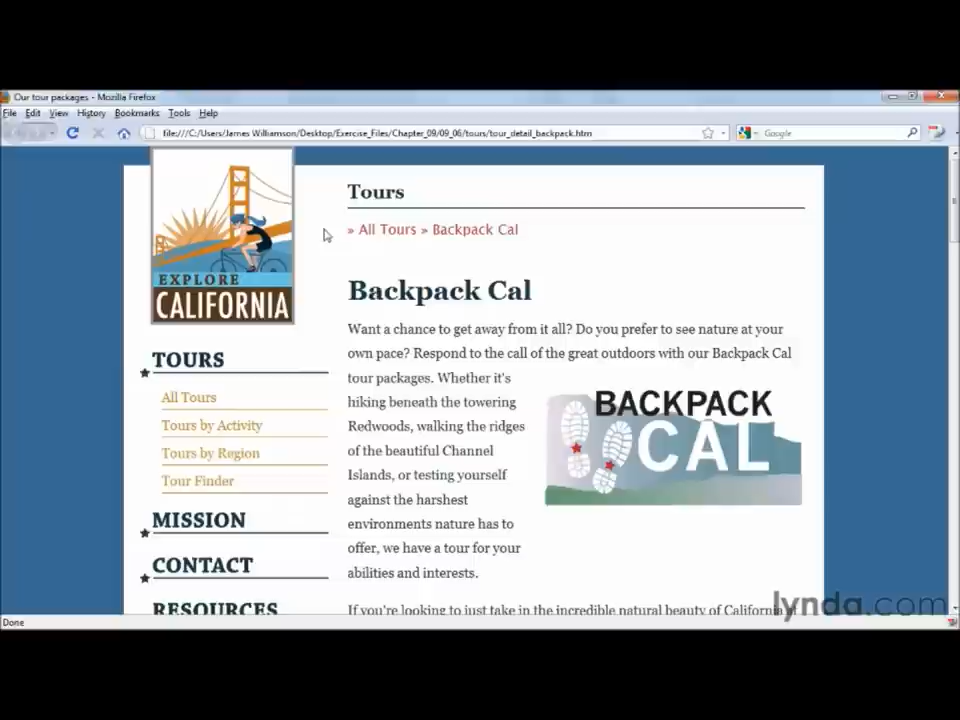 Our tour packages - Mozilla Firefox
File Edit View History Bookmarks Tools Help
file:///C:/Users/James Williamson/Desktop/Exercise_Files/Chapter_09/09_06/tours/tour_detail_backpack.htm
Google
EXPLORE
CALIFORNIA
TOURS
All Tours
Tours by Activity
Tours by Region
Tour Finder
MISSION
CONTACT
RESOURCES
Tours
» All Tours » Backpack Cal
Backpack Cal
Want a chance to get away from it all? Do you prefer to see nature at your
own pace? Respond to the call of the great outdoors with our Backpack Cal
tour packages. Whether it's
hiking beneath the towering
Redwoods, walking the ridges
of the beautiful Channel
Islands, or testing yourself
against the harshest
environments nature has to
offer, we have a tour for your
abilities and interests.
BACKPACK
CAL
If you're looking to just take in the incredible natural beauty of California
lynda.com
Done